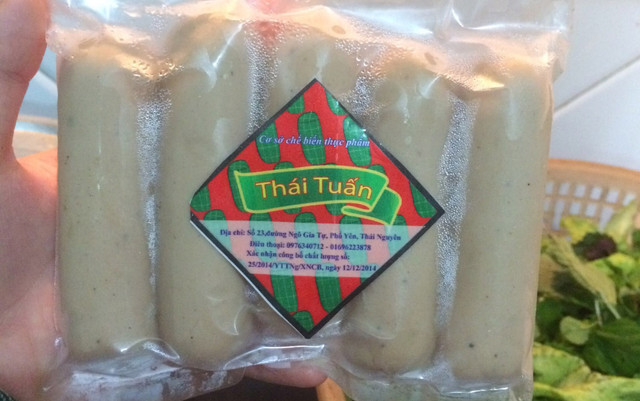 Cơ sở chế biến thực phẩm
Thái Tuấn
Địa chỉ: Số 23,đường Ngô Gia Tự, Phổ Yên, Thái Nguyên
Điện thoại: 0976340712 - 01696223878
Xác nhận công bố chất lượng số:
25/2014/YTTNg/XNCB, ngày 12/12/2014